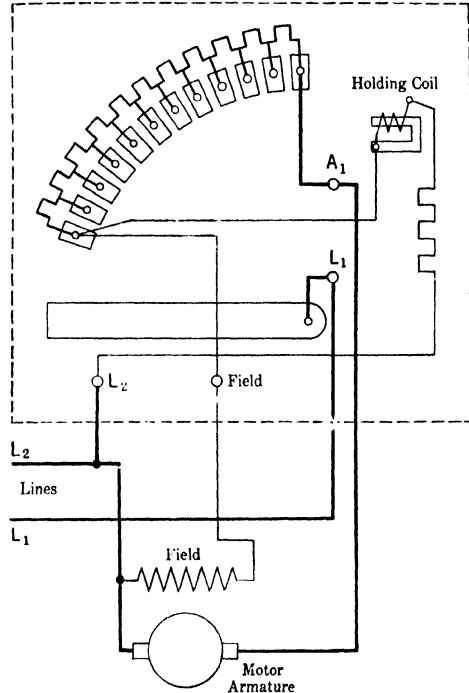 Holding Coil
A₁
L₁
L₂
Field
L₂
Lines
L₁
Field
Motor
Armature